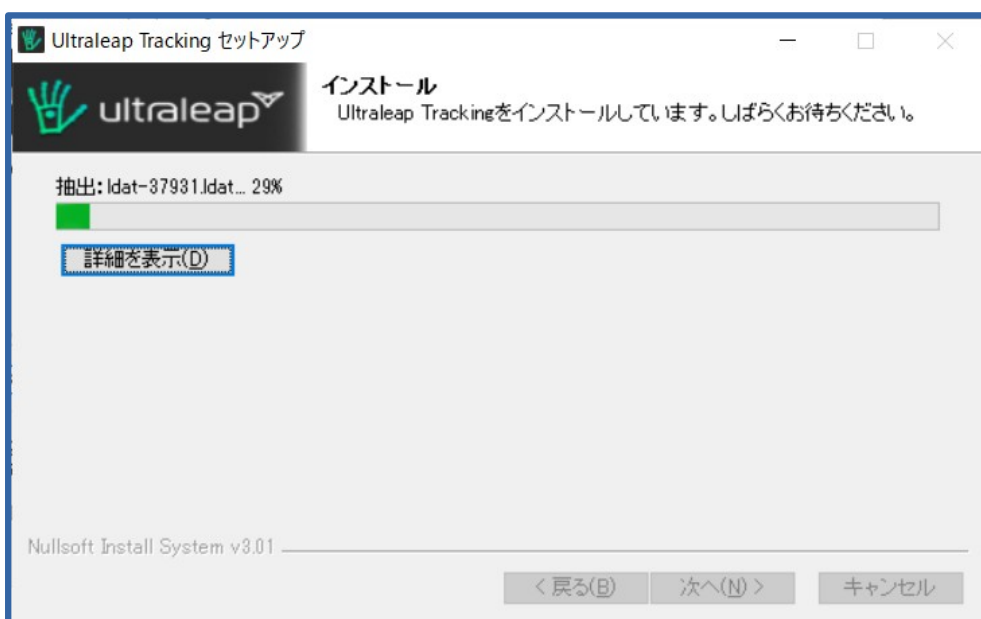 Ultraleap Tracking セットアップ
ultraleap
インストール
Ultraleap Trackingをインストールしています。しばらくお待ちください。
抽出: ldat-37931.ldat... 29%
詳細を表示(D)
Nullsoft Install System v3.01
< 戻る(B)
次へ(N) >
キャンセル